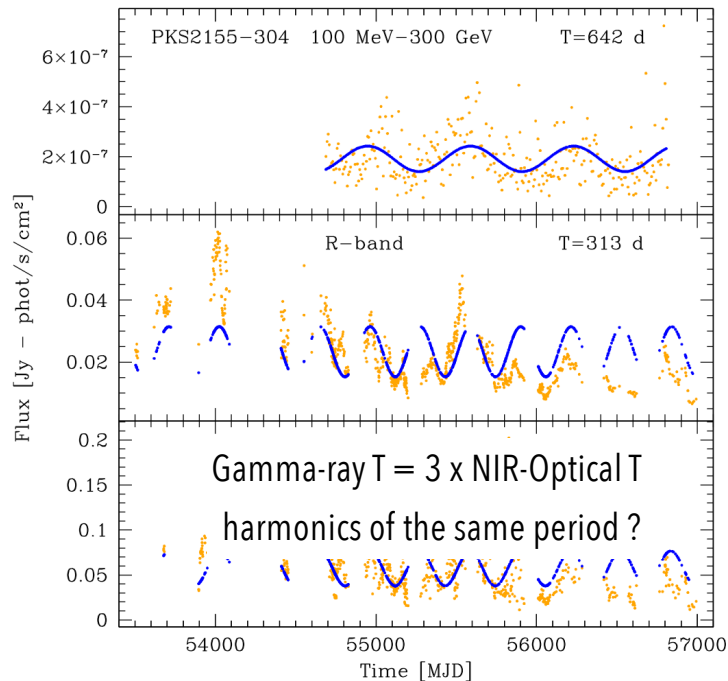 PKS2155-304 100 MeV-300 GeV T=642 d
6×10⁻⁷
4×10⁻⁷
2×10⁻⁷
0
R-band T=313 d
0.06
0.04
0.02
Flux [Jy - phot/s/cm²]
0.2
0.15
0.1
0.05
0
Gamma-ray T = 3 x NIR-Optical T
harmonics of the same period ?
54000 55000 56000 57000
Time [MJD]